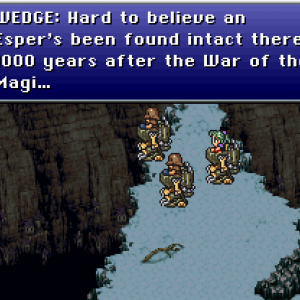 WEDGE: Hard to believe an
Esper's been found intact there
000 years after the War of the
Magi...